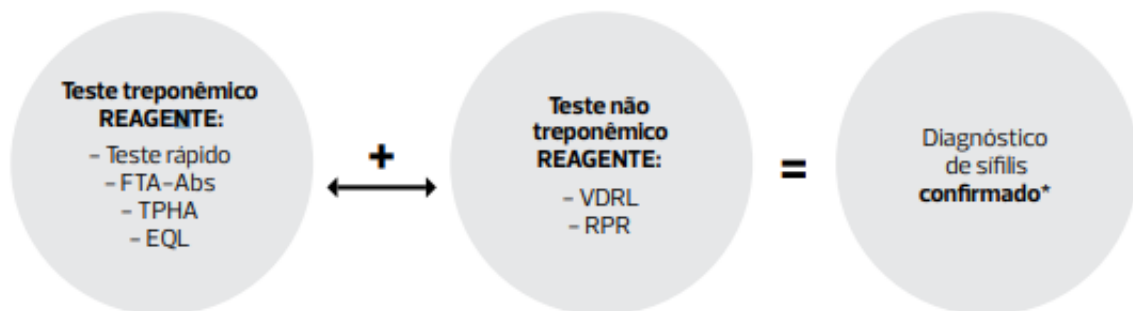 Teste treponêmico
REAGENTE:
– Teste rápido
– FTA-Abs
– TPHA
– EQL
+
Teste não
treponêmico
REAGENTE:
– VDRL
– RPR
=
Diagnóstico
de sífilis
confirmado*